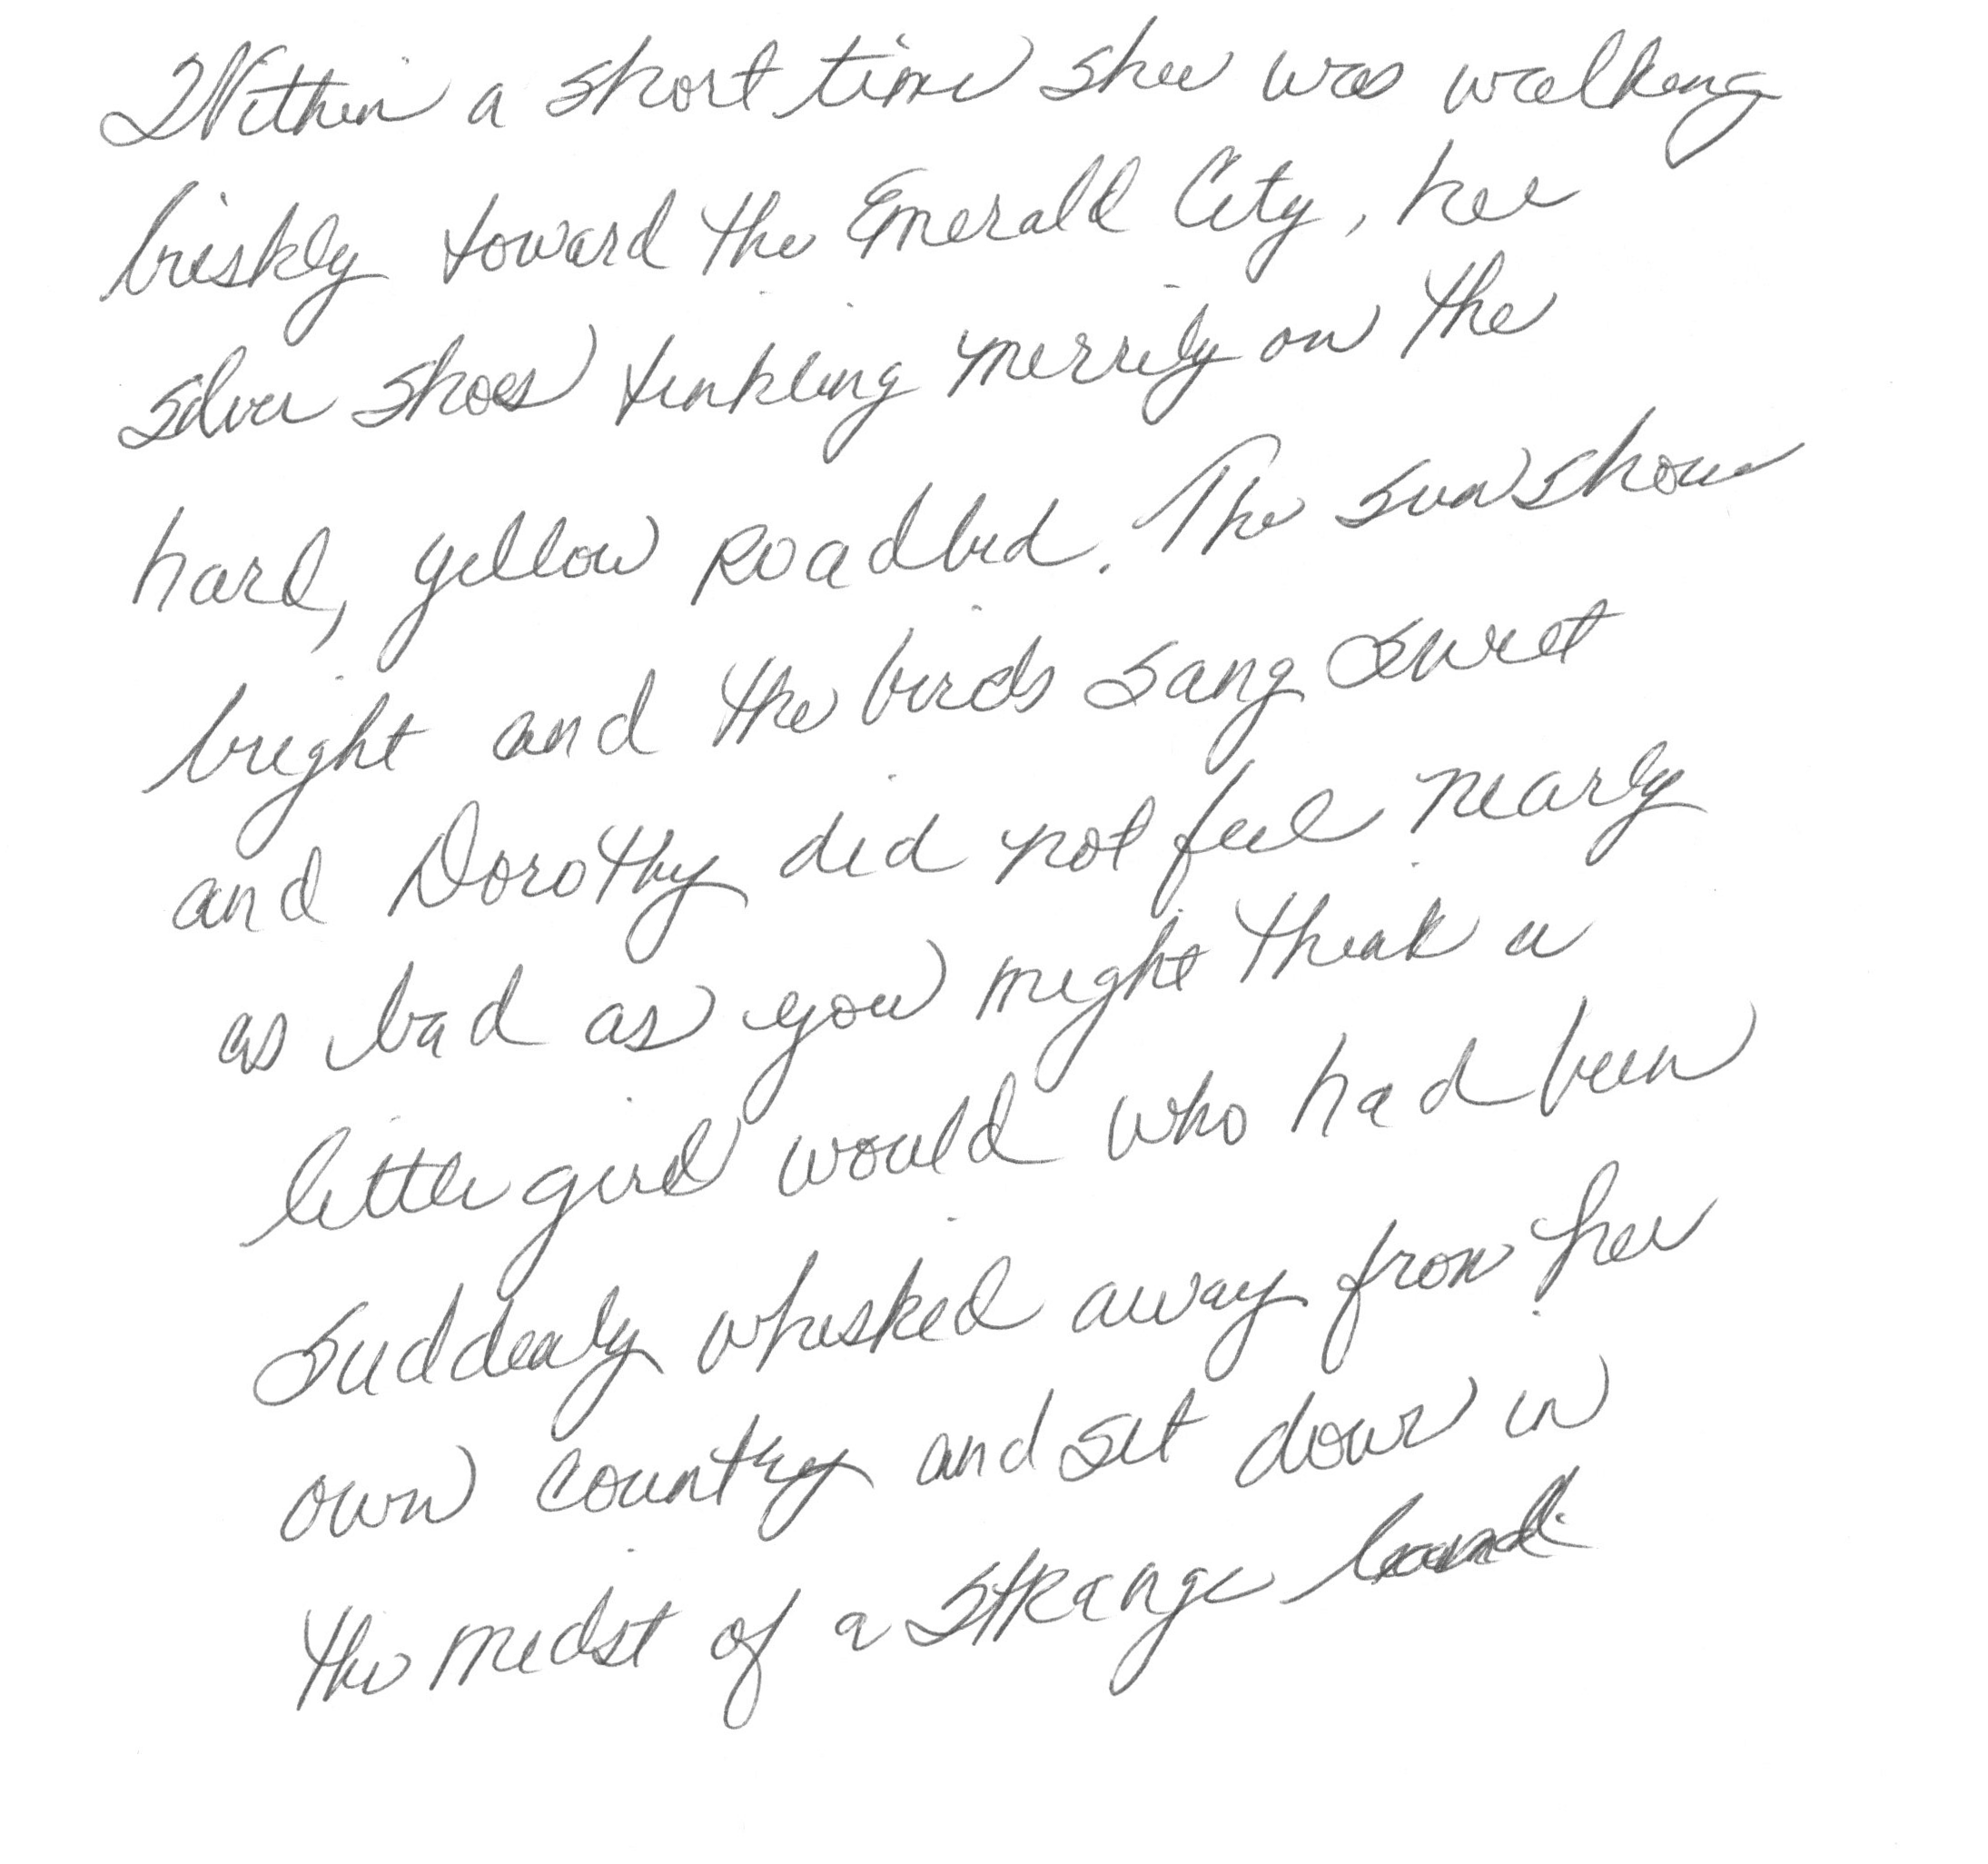 Within a short time she was walking
briskly toward the Emerald City, her
silver shoes tinkling merrily on the
hard, yellow roadbed. The sun shone
bright and the birds sang sweet
and Dorothy did not feel nearly
as bad as you might think a
little girl would who had been
suddenly whisked away from her
own country and set down in
the midst of a strange land.